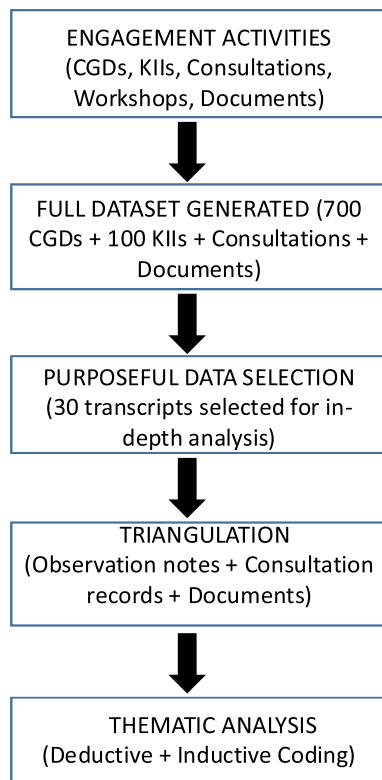 ENGAGEMENT ACTIVITIES
(CGDs, KIIs, Consultations,
Workshops, Documents)
FULL DATASET GENERATED (700
CGDs + 100 KIIs + Consultations +
Documents)
PURPOSEFUL DATA SELECTION
(30 transcripts selected for in-
depth analysis)
TRIANGULATION
(Observation notes + Consultation
records + Documents)
THEMATIC ANALYSIS
(Deductive + Inductive Coding)